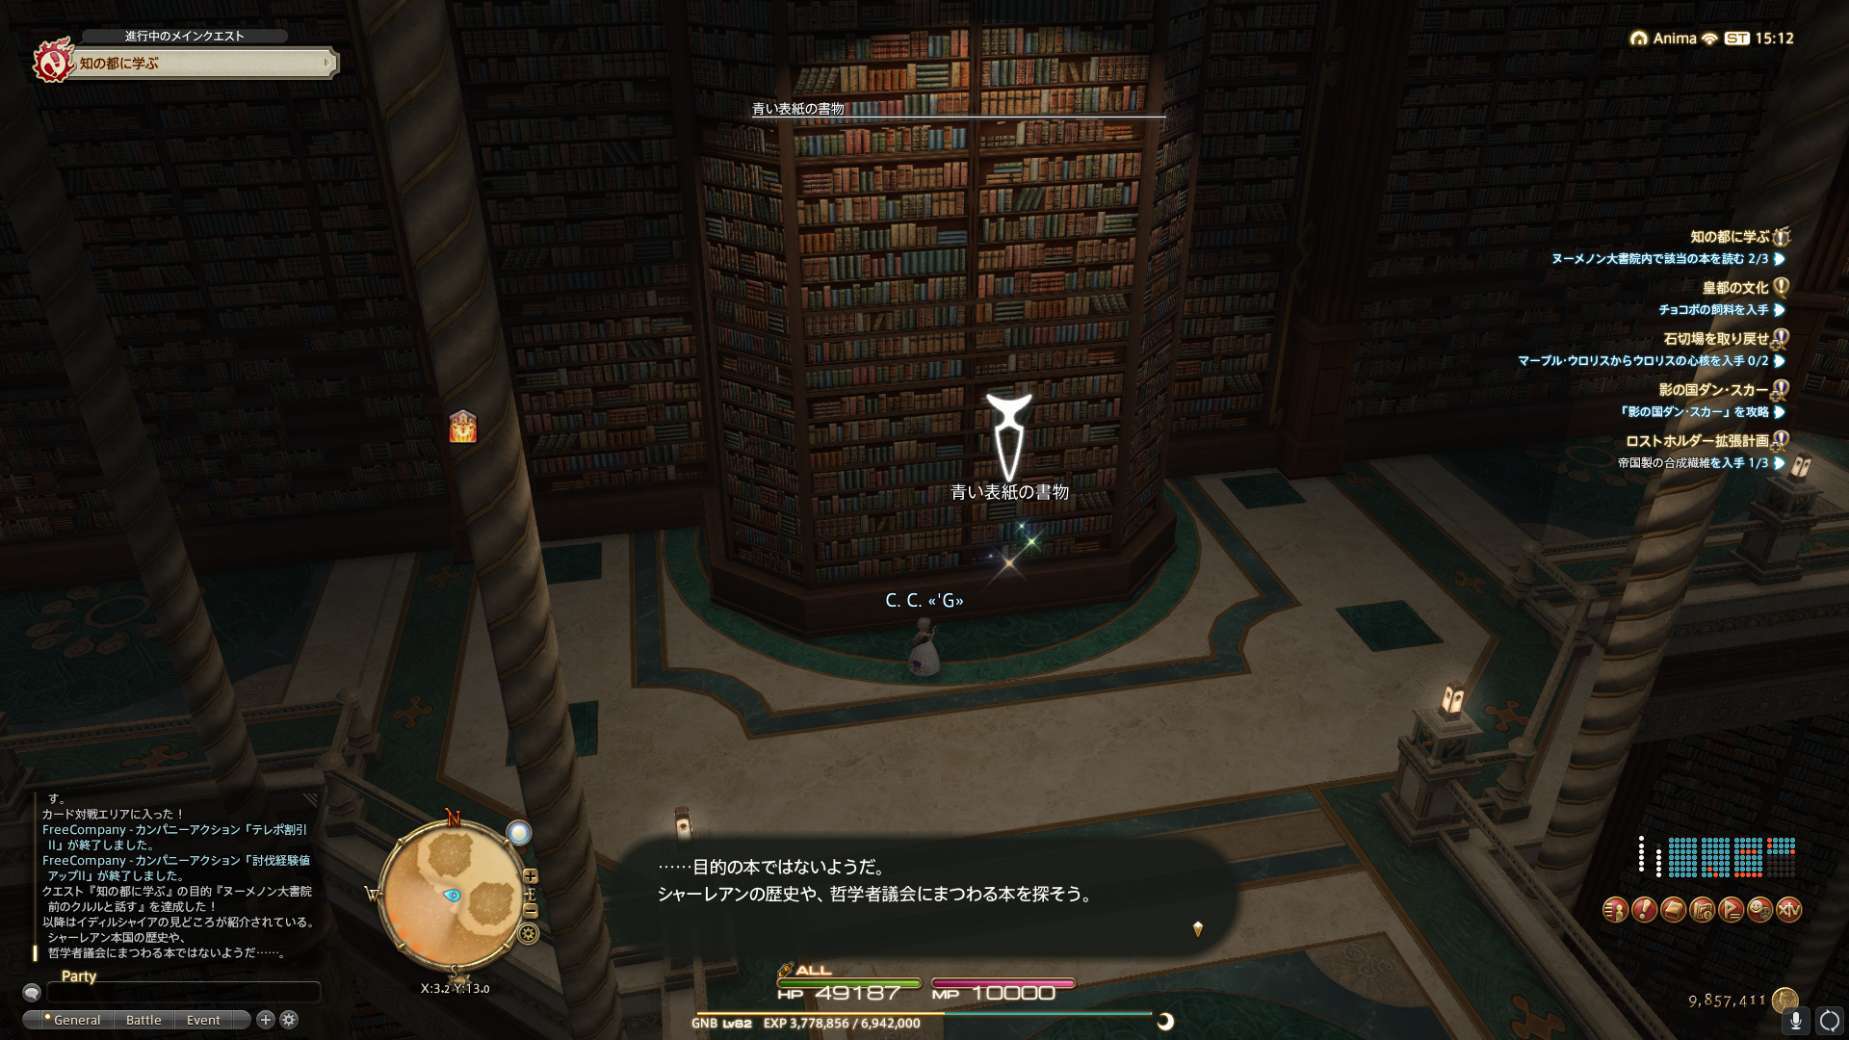 進行中のメインクエスト
知の都に学ぶ
Anima ST 15:12
青い表紙の書物
知の都に学ぶ
ヌーメノン大書院内で該当の本を読む 2/3
皇都の文化
チョコボの飼料を入手
石切場を取り戻せ
マーブル・ウロリスからウロリスの心核を入手 0/2
影の国ダン・スカー
「影の国ダン・スカー」を攻略
ロストホルダー拡張計画
帝国製の合成繊維を入手 1/3
青い表紙の書物
C. C. «'G»
す。
カード対戦エリアに入った！
FreeCompany - カンパニーアクション「テレポ割引
II」が終了しました。
FreeCompany - カンパニーアクション「討伐経験値
アップII」が終了しました。
クエスト『知の都に学ぶ』の目的『ヌーメノン大書院
前のクルルと話す』を達成した！
以降はイディルシャイアの見どころが紹介されている。
シャーレアン本国の歴史や、
哲学者議会にまつわる本ではないようだ……。
Party
General Battle Event
N
W
E
S
X:3.2 Y:13.0
……目的の本ではないようだ。
シャーレアンの歴史や、哲学者議会にまつわる本を探そう。
ALL
HP 49187 MP 10000
GNB Lv82 EXP 3,778,856 / 6,942,000
XIV
9,857,411